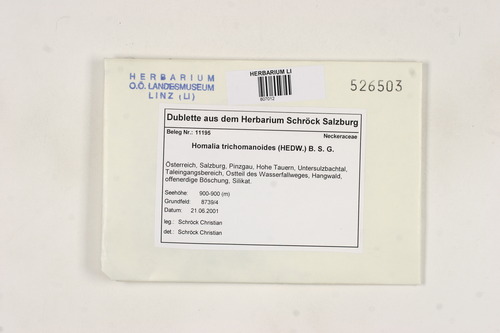 HERBARIUM
O.Ö. LANDESMUSEUM
LINZ (LI)
HERBARIUM LI
807012
526503
Dublette aus dem Herbarium Schröck Salzburg
Beleg Nr.: 11195
Neckeraceae
Homalia trichomanoides (HEDW.) B. S. G.
Österreich, Salzburg, Pinzgau, Hohe Tauern, Untersulzbachtal,
Taleingangsbereich, Ostteil des Wasserfallweges, Hangwald,
offenerdige Böschung, Silikat.
Seehöhe: 900-900 (m)
Grundfeld: 8739/4
Datum: 21.06.2001
leg.: Schröck Christian
det.: Schröck Christian